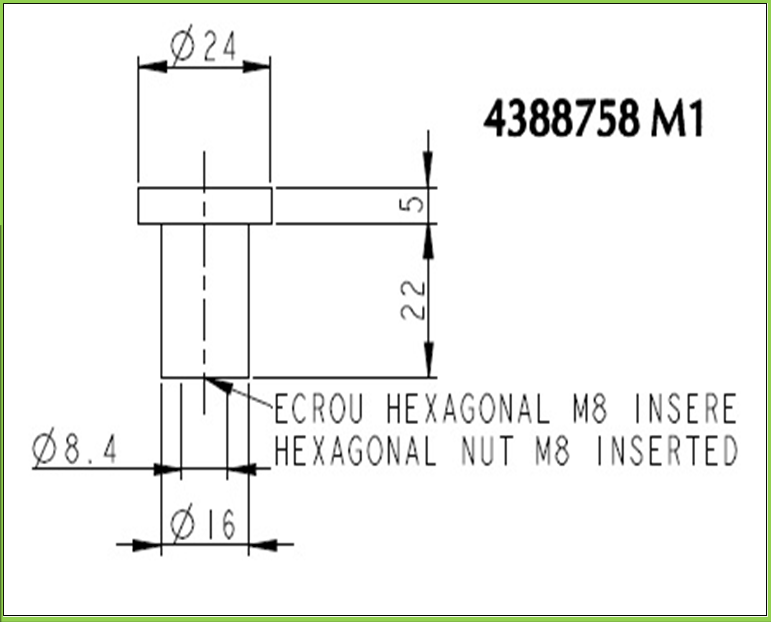 Ø24
4388758 M1
5
22
ECROU HEXAGONAL M8 INSERE
HEXAGONAL NUT M8 INSERTED
Ø8.4
Ø16